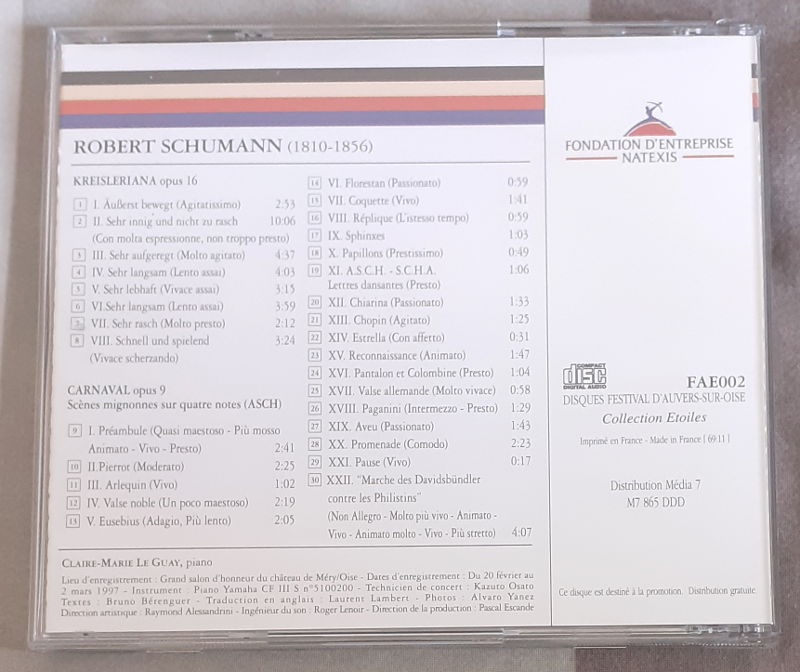 ROBERT SCHUMANN (1810-1856)
KREISLERIANA opus 16
1 I. Äußerst bewegt (Agitatissimo) 2:53
2 II. Sehr innig und nicht zu rasch 10:06
(Con molta espressionne, non troppo presto)
3 III. Sehr aufgeregt (Molto agitato) 4:37
4 IV. Sehr langsam (Lento assai) 4:03
5 V. Sehr lebhaft (Vivace assai) 3:15
6 VI.Sehr langsam (Lento assai) 3:59
7 VII. Sehr rasch (Molto presto) 2:12
8 VIII. Schnell und spielend 3:24
(Vivace scherzando)
CARNAVAL opus 9
Scènes mignonnes sur quatre notes (ASCH)
9 I. Préambule (Quasi maestoso - Più mosso
Animato - Vivo - Presto) 2:41
10 II.Pierrot (Moderato) 2:25
11 III. Arlequin (Vivo) 1:02
12 IV. Valse noble (Un poco maestoso) 2:19
13 V. Eusebius (Adagio, Più lento) 2:05
14 VI. Florestan (Passionato) 0:59
15 VII. Coquette (Vivo) 1:41
16 VIII. Réplique (L'istesso tempo) 0:59
17 IX. Sphinxes 1:03
18 X. Papillons (Prestissimo) 0:49
19 XI. A.S.C.H. - S.C.H.A. 1:06
Lettres dansantes (Presto)
20 XII. Chiarina (Passionato) 1:33
21 XIII. Chopin (Agitato) 1:25
22 XIV. Estrella (Con affetto) 0:31
23 XV. Reconnaissance (Animato) 1:47
24 XVI. Pantalon et Colombine (Presto) 1:04
25 XVII. Valse allemande (Molto vivace) 0:58
26 XVIII. Paganini (Intermezzo - Presto) 1:29
27 XIX. Aveu (Passionato) 1:43
28 XX. Promenade (Comodo) 2:23
29 XXI. Pause (Vivo) 0:17
30 XXII. "Marche des Davidsbündler
contre les Philistins"
(Non Allegro - Molto più vivo - Animato -
Vivo - Animato molto - Vivo - Più stretto) 4:07
CLAIRE-MARIE LE GUAY, piano
Lieu d'enregistrement : Grand salon d'honneur du château de Méry/Oise - Dates d'enregistrement : Du 20 février au
2 mars 1997 - Instrument : Piano Yamaha CF III S n°5100200 - Technicien de concert : Kazuto Osato
Textes : Bruno Bérenguer - Traduction en anglais : Laurent Lambert - Photos : Alvaro Yanez
Direction artistique : Raymond Alessandrini - Ingénieur du son : Roger Lenoir - Direction de la production : Pascal Escande
FONDATION D'ENTREPRISE
NATEXIS
COMPACT
disc
DIGITAL AUDIO
FAE002
DISQUES FESTIVAL D'AUVERS-SUR-OISE
Collection Etoiles
Imprimé en France - Made in France [ 69:11 ]
Distribution Média 7
M7 865 DDD
Ce disque est destiné à la promotion. Distribution gratuite.